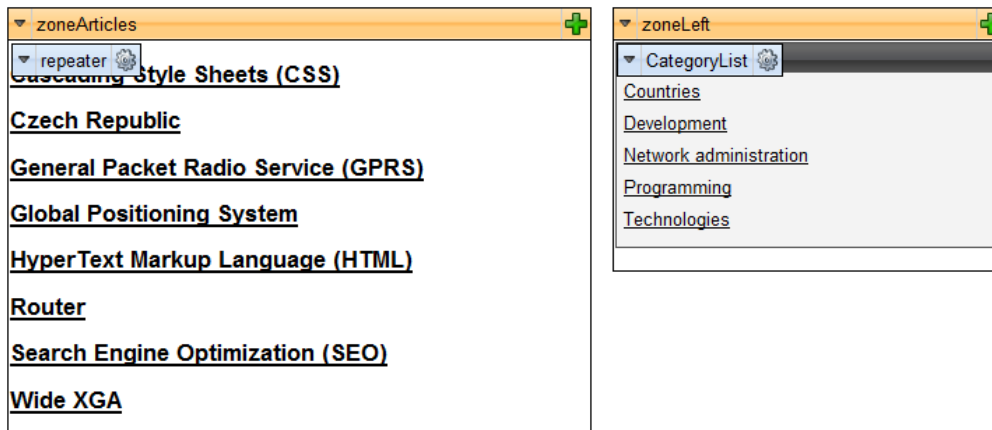 zoneArticles
repeater
Cascading Style Sheets (CSS)
Czech Republic
General Packet Radio Service (GPRS)
Global Positioning System
HyperText Markup Language (HTML)
Router
Search Engine Optimization (SEO)
Wide XGA
zoneLeft
CategoryList
Countries
Development
Network administration
Programming
Technologies